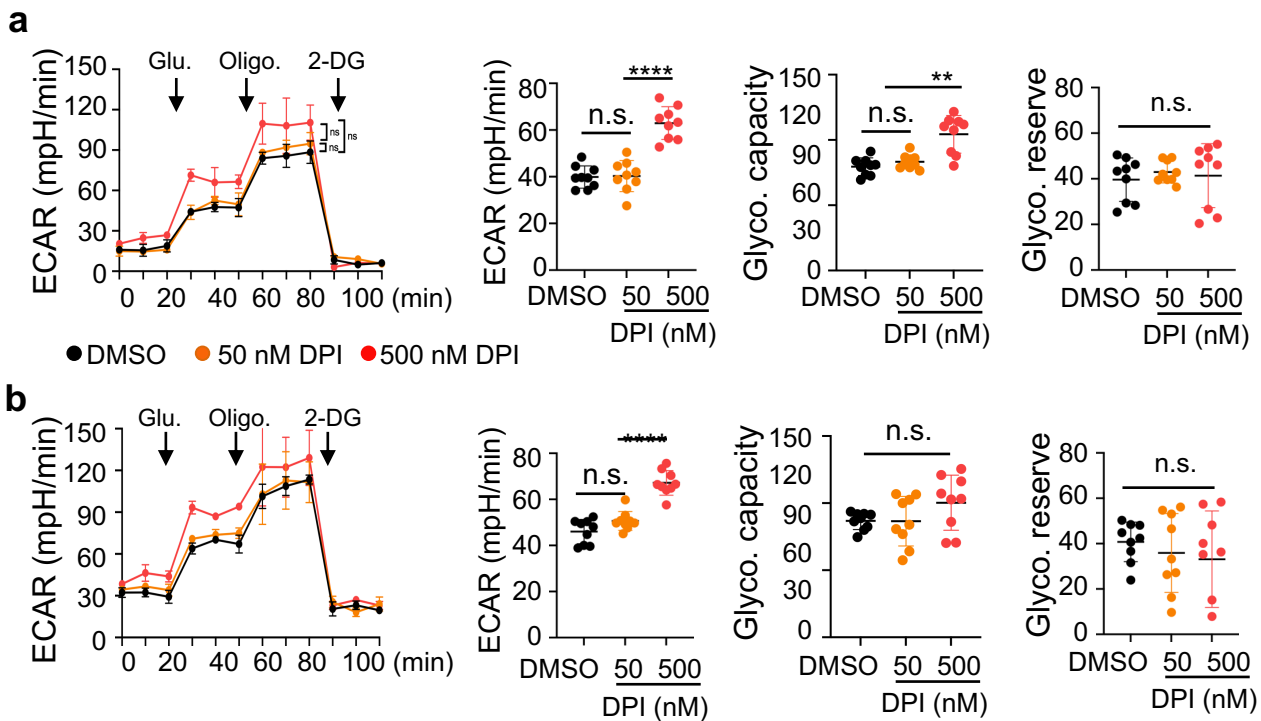 a
Glu. Oligo. 2-DG
ECAR (mpH/min)
150
120
90
60
30
0
0 20 40 60 80 100 (min)
ns
ns
ns
ECAR (mpH/min)
80
60
40
20
0
n.s.
****
DMSO 50 500
DPI (nM)
Glyco. capacity
150
120
90
60
30
0
n.s.
**
DMSO 50 500
DPI (nM)
Glyco. reserve
80
60
40
20
0
n.s.
DMSO 50 500
DPI (nM)
DMSO 50 nM DPI 500 nM DPI
b
Glu. Oligo. 2-DG
ECAR (mpH/min)
150
120
90
60
30
0
0 20 40 60 80 100 (min)
ECAR (mpH/min)
80
60
40
20
0
n.s.
****
DMSO 50 500
DPI (nM)
Glyco. capacity
150
120
90
60
30
0
n.s.
DMSO 50 500
DPI (nM)
Glyco. reserve
80
60
40
20
0
n.s.
DMSO 50 500
DPI (nM)